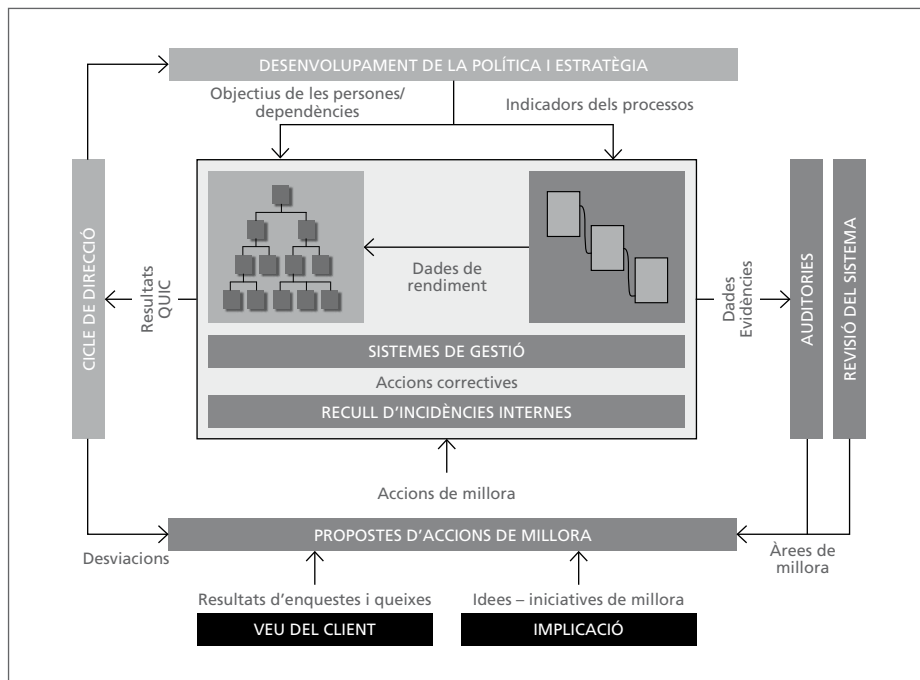 DESENVOLUPAMENT DE LA POLÍTICA I ESTRATÈGIA
Objectius de les persones/
dependències
Indicadors dels processos
CICLE DE DIRECCIÓ
Resultats
QUIC
Dades de
rendiment
Dades
Evidències
AUDITORIES
REVISIÓ DEL SISTEMA
SISTEMES DE GESTIÓ
Accions correctives
RECULL D’INCIDÈNCIES INTERNES
Accions de millora
PROPOSTES D’ACCIONS DE MILLORA
Desviacions
Àrees de
millora
Resultats d’enquestes i queixes
Idees – iniciatives de millora
VEU DEL CLIENT
IMPLICACIÓ